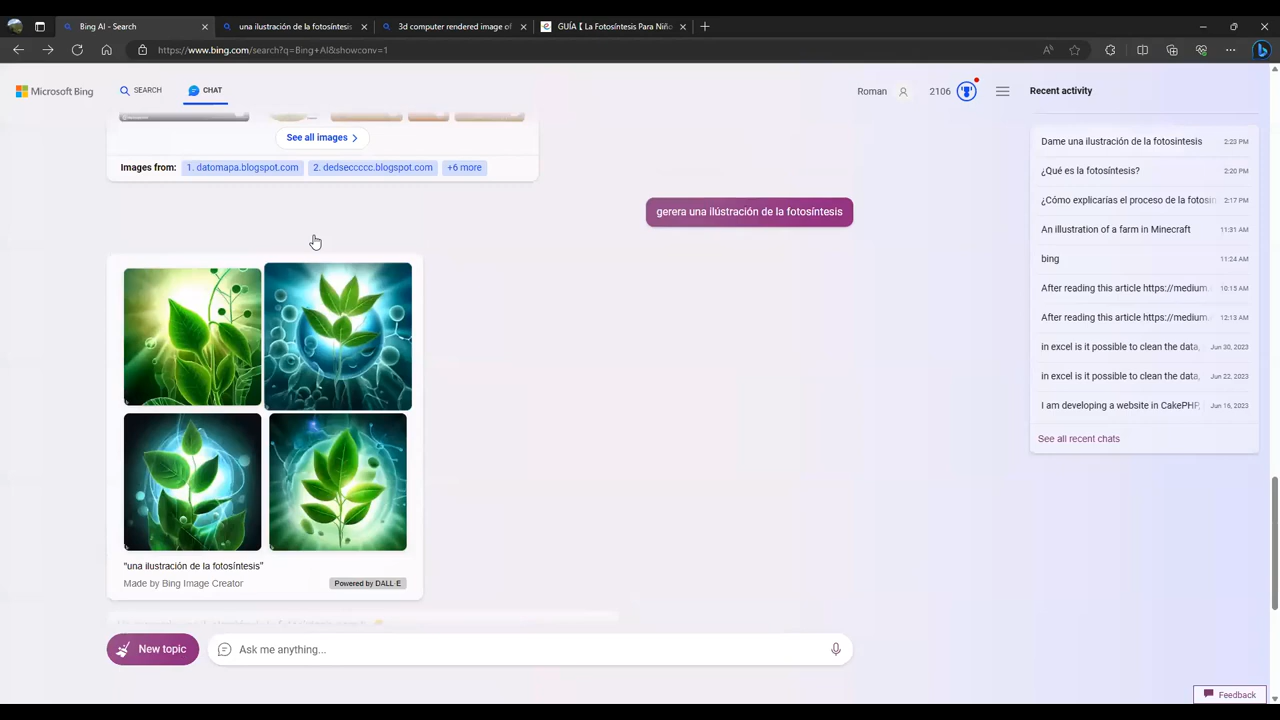 Bing AI - Search
una ilustración de la fotosíntesis
3d computer rendered image of
GUÍA【 La Fotosíntesis Para Niño
https://www.bing.com/search?q=Bing+AI&showconv=1
Microsoft Bing
SEARCH
CHAT
Roman
2106
Recent activity
See all images
Images from:
1. datomapa.blogspot.com
2. dedseccccc.blogspot.com
+6 more
gerera una ilústración de la fotosíntesis
Dame una ilustración de la fotosintesis 2:23 PM
¿Qué es la fotosíntesis? 2:20 PM
¿Cómo explicarías el proceso de la fotosín 2:17 PM
An illustration of a farm in Minecraft 11:31 AM
bing 11:24 AM
After reading this article https://medium. 10:15 AM
After reading this article https://medium. 12:13 AM
in excel is it possible to clean the data, Jun 30, 2023
in excel is it possible to clean the data, Jun 22, 2023
I am developing a website in CakePHP, Jun 16, 2023
See all recent chats
"una ilustración de la fotosíntesis"
Made by Bing Image Creator
Powered by DALL·E
New topic
Ask me anything...
Feedback